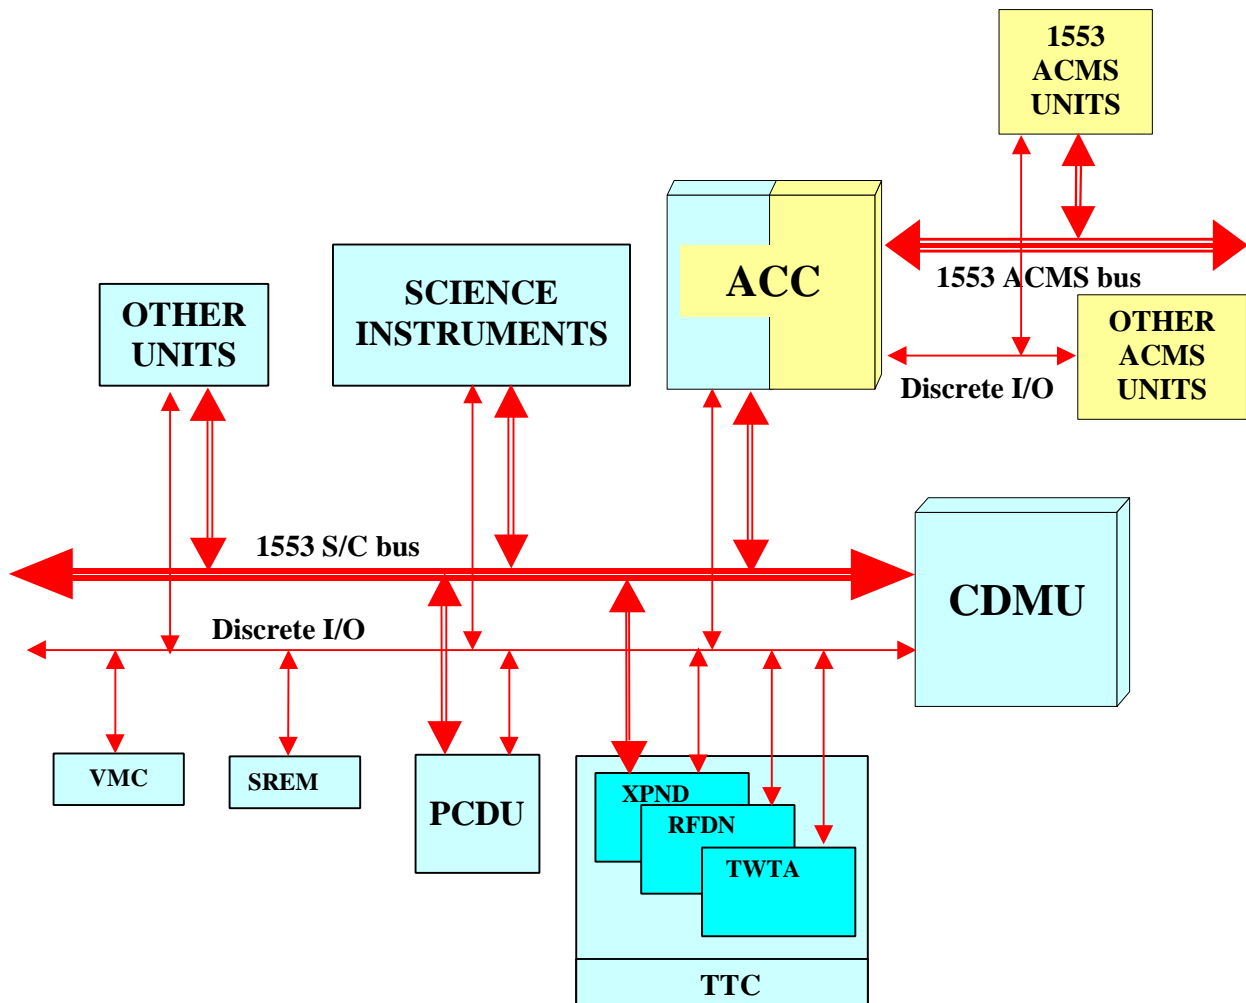 1553
ACMS
UNITS
ACC
1553 ACMS bus
SCIENCE
INSTRUMENTS
OTHER
UNITS
OTHER
ACMS
UNITS
Discrete I/O
1553 S/C bus
CDMU
Discrete I/O
VMC
SREM
PCDU
XPND
RFDN
TWTA
TTC